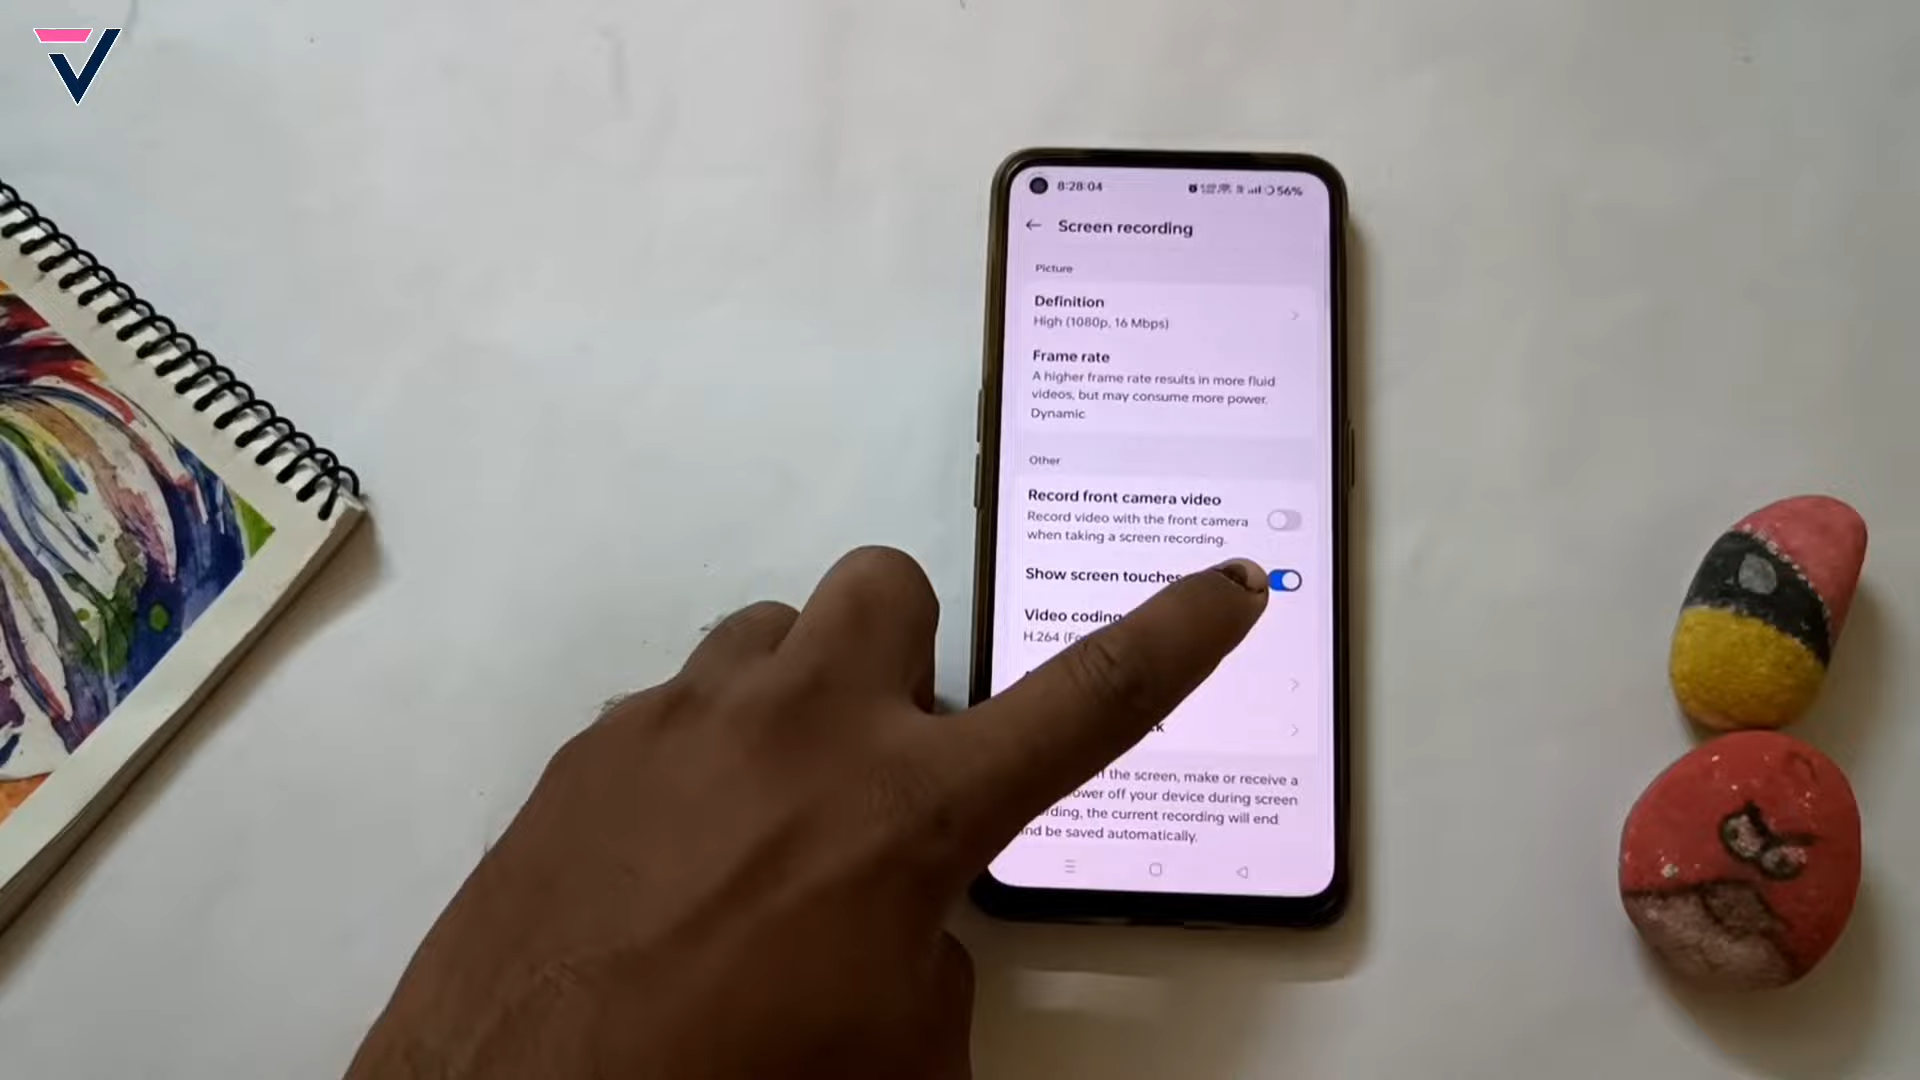 8:28:04
56%
Screen recording
Picture
Definition
High (1080p, 16 Mbps)
Frame rate
A higher frame rate results in more fluid
videos, but may consume more power.
Dynamic
Other
Record front camera video
Record video with the front camera
when taking a screen recording.
Show screen touches
Video coding
H.264
the screen, make or receive a
power off your device during screen
recording, the current recording will end
and be saved automatically.